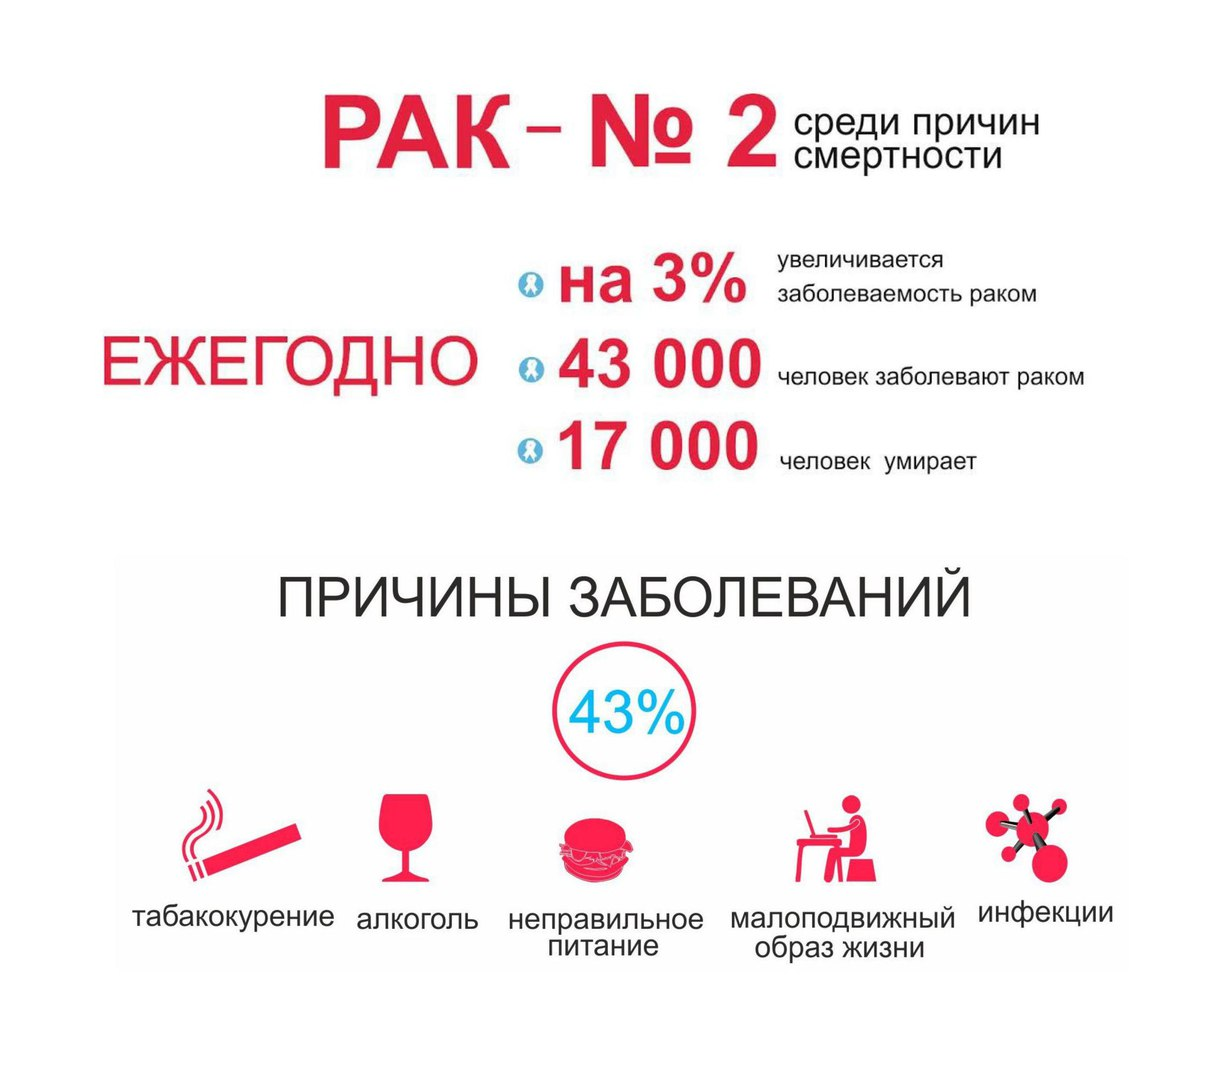 РАК – № 2 среди причин
смертности
на 3% увеличивается
заболеваемость раком
ЕЖЕГОДНО
43 000 человек заболевают раком
17 000 человек умирает
ПРИЧИНЫ ЗАБОЛЕВАНИЙ
43%
табакокурение
алкоголь
неправильное
питание
малоподвижный
образ жизни
инфекции